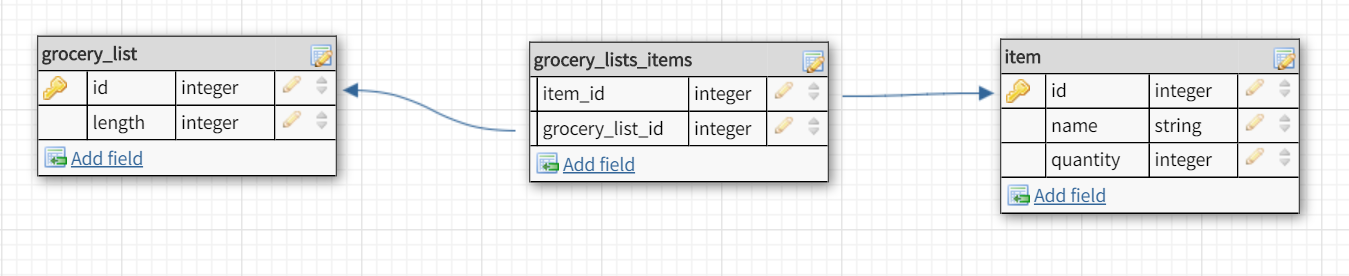 grocery_list
id integer
length integer
Add field
grocery_lists_items
item_id integer
grocery_list_id integer
Add field
item
id integer
name string
quantity integer
Add field